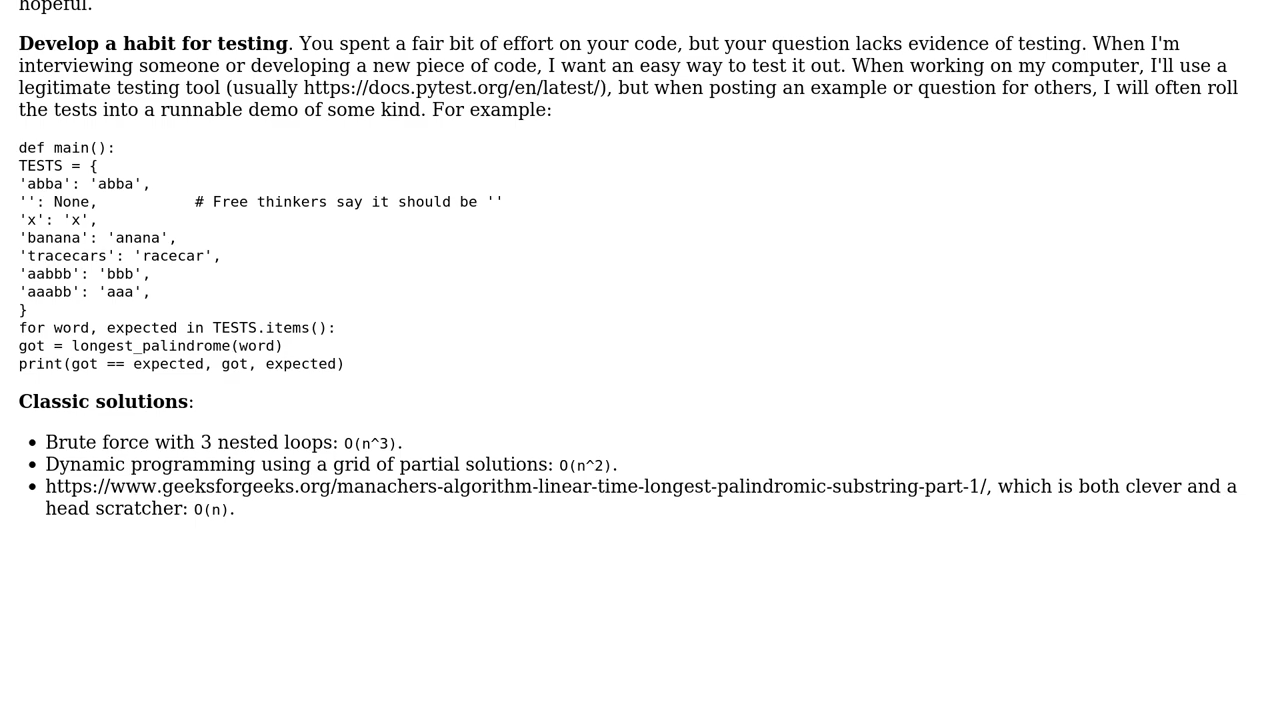 hopeful.
Develop a habit for testing. You spent a fair bit of effort on your code, but your question lacks evidence of testing. When I'm
interviewing someone or developing a new piece of code, I want an easy way to test it out. When working on my computer, I'll use a
legitimate testing tool (usually https://docs.pytest.org/en/latest/), but when posting an example or question for others, I will often roll
the tests into a runnable demo of some kind. For example:
def main():
TESTS = {
'abba': 'abba',
'': None,           # Free thinkers say it should be ''
'x': 'x',
'banana': 'anana',
'tracecars': 'racecar',
'aabbb': 'bbb',
'aaabb': 'aaa',
}
for word, expected in TESTS.items():
got = longest_palindrome(word)
print(got == expected, got, expected)
Classic solutions:
• Brute force with 3 nested loops: O(n^3).
• Dynamic programming using a grid of partial solutions: O(n^2).
• https://www.geeksforgeeks.org/manachers-algorithm-linear-time-longest-palindromic-substring-part-1/, which is both clever and a
head scratcher: O(n).